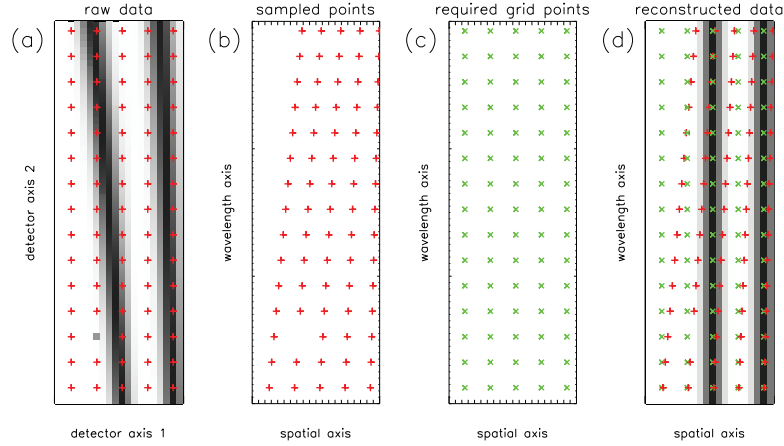 raw data
sampled points
required grid points
reconstructed data
(a)
(b)
(c)
(d)
detector axis 2
wavelength axis
wavelength axis
wavelength axis
detector axis 1
spatial axis
spatial axis
spatial axis